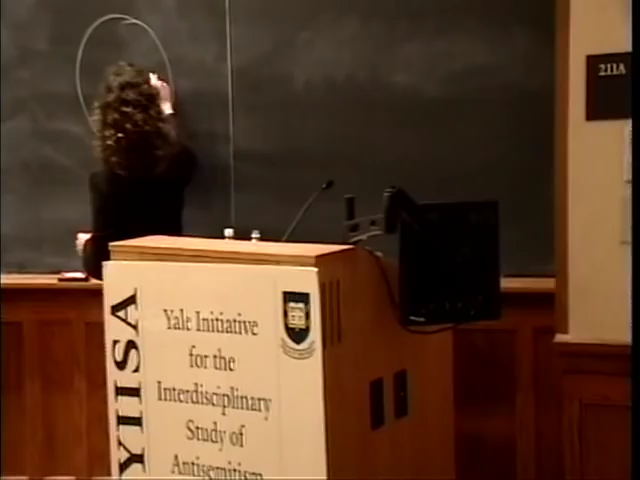 211A
YIISA
Yale Initiative
for the
Interdisciplinary
Study of
Antisemitism